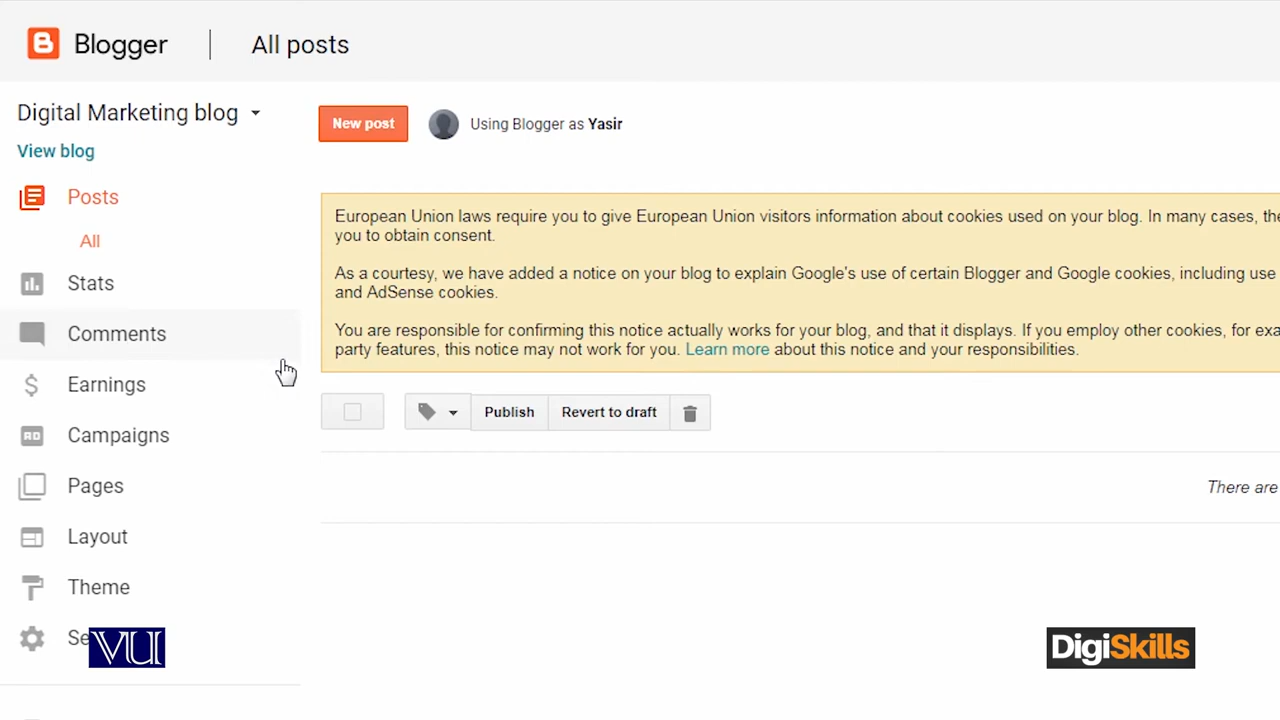 Blogger
All posts
Digital Marketing blog
New post
Using Blogger as Yasir
View blog
Posts
All
Stats
Comments
Earnings
Campaigns
Pages
Layout
Theme
European Union laws require you to give European Union visitors information about cookies used on your blog. In many cases,
you to obtain consent.
As a courtesy, we have added a notice on your blog to explain Google's use of certain Blogger and Google cookies, including use
and AdSense cookies.
You are responsible for confirming this notice actually works for your blog, and that it displays. If you employ other cookies, for
party features, this notice may not work for you. Learn more about this notice and your responsibilities.
Publish
Revert to draft
There are
VU
DigiSkills